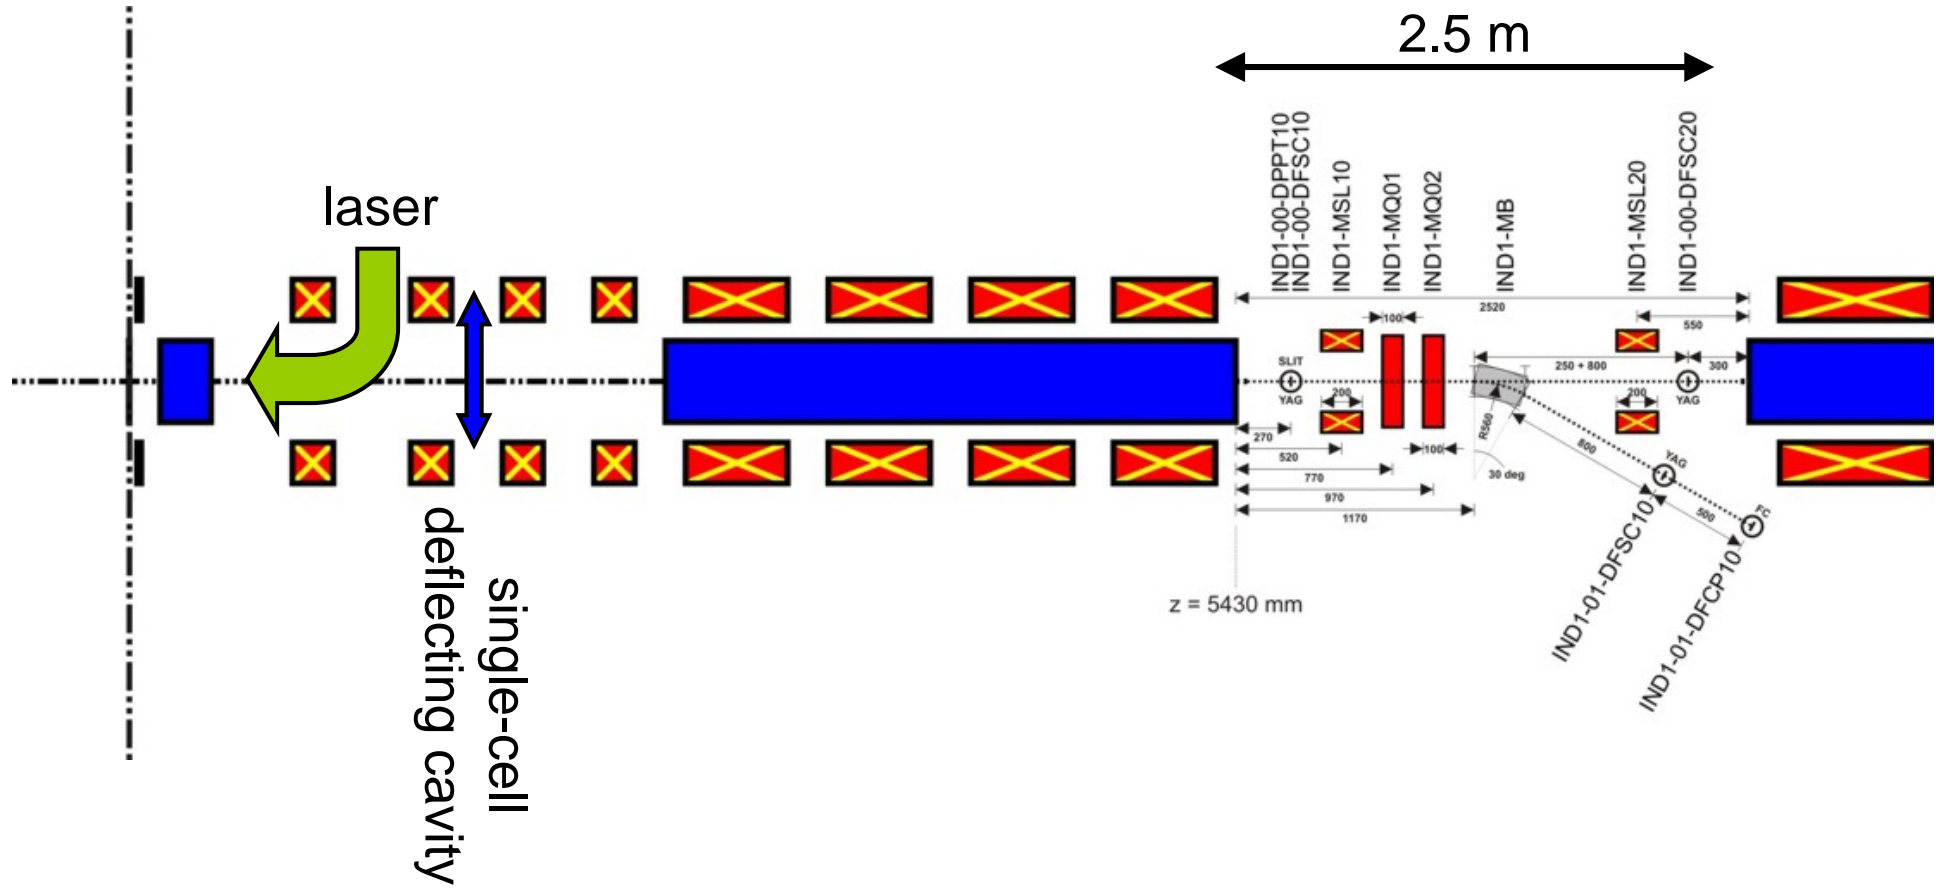 2.5 m
laser
IND1-00-DPPT10
IND1-00-DFSC10
IND1-MSL10
IND1-MQ01
IND1-MQ02
IND1-MB
IND1-MSL20
IND1-00-DFSC20
2520
100
550
SLIT
YAG
200
250 + 800
300
200
YAG
270
R560
800
YAG
520
100
30 deg
770
970
500
FC
1170
single-cell
deflecting cavity
z = 5430 mm
IND1-01-DFSC10
IND1-01-DFCP10